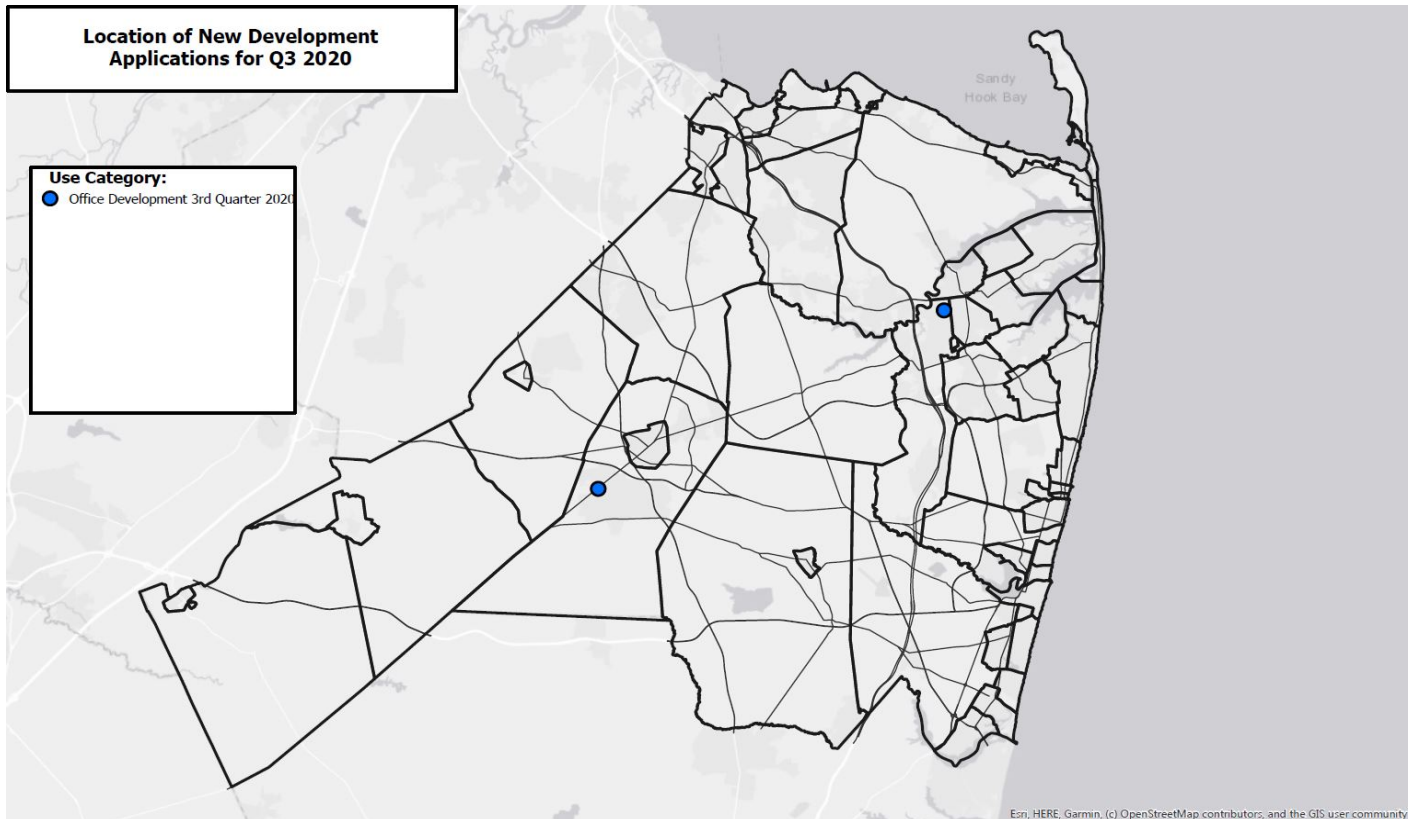 Location of New Development
Applications for Q3 2020
Sandy
Hook Bay
Use Category:
Office Development 3rd Quarter 2020
Esri, HERE, Garmin, (c) OpenStreetMap contributors, and the GIS user community